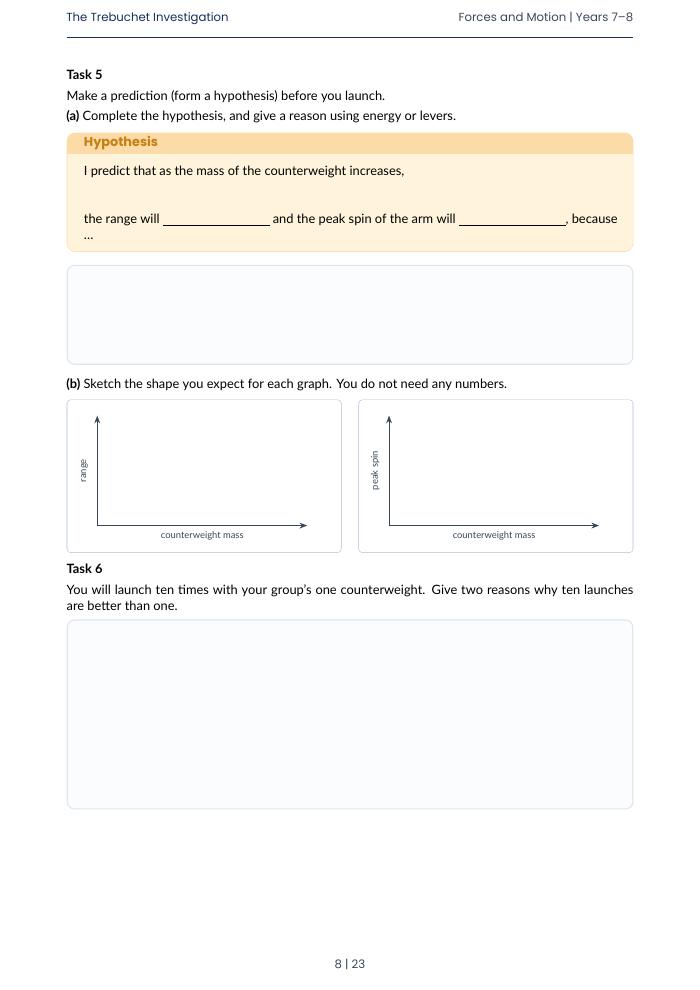 The Trebuchet Investigation
Forces and Motion | Years 7–8
Task 5
Make a prediction (form a hypothesis) before you launch.
(a) Complete the hypothesis, and give a reason using energy or levers.
Hypothesis
I predict that as the mass of the counterweight increases,
the range will ________________ and the peak spin of the arm will ________________, because
...
(b) Sketch the shape you expect for each graph. You do not need any numbers.
range
counterweight mass
peak spin
counterweight mass
Task 6
You will launch ten times with your group’s one counterweight. Give two reasons why ten launches
are better than one.
8 | 23